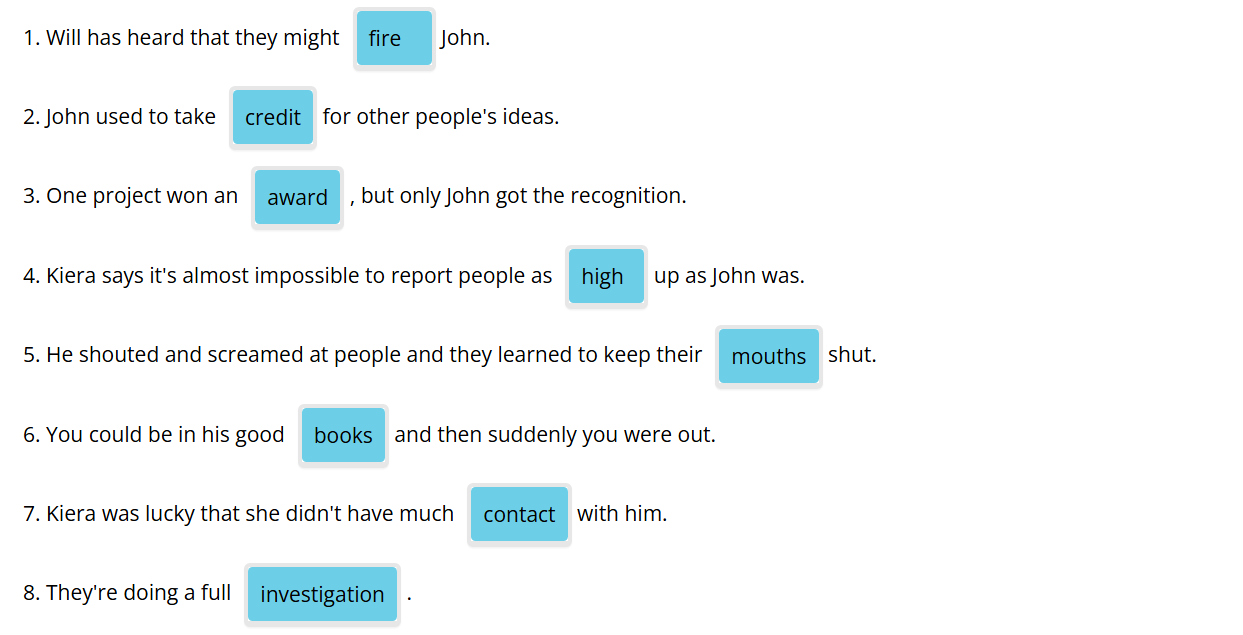 1. Will has heard that they might fire John.
2. John used to take credit for other people's ideas.
3. One project won an award , but only John got the recognition.
4. Kiera says it's almost impossible to report people as high up as John was.
5. He shouted and screamed at people and they learned to keep their mouths shut.
6. You could be in his good books and then suddenly you were out.
7. Kiera was lucky that she didn't have much contact with him.
8. They're doing a full investigation .